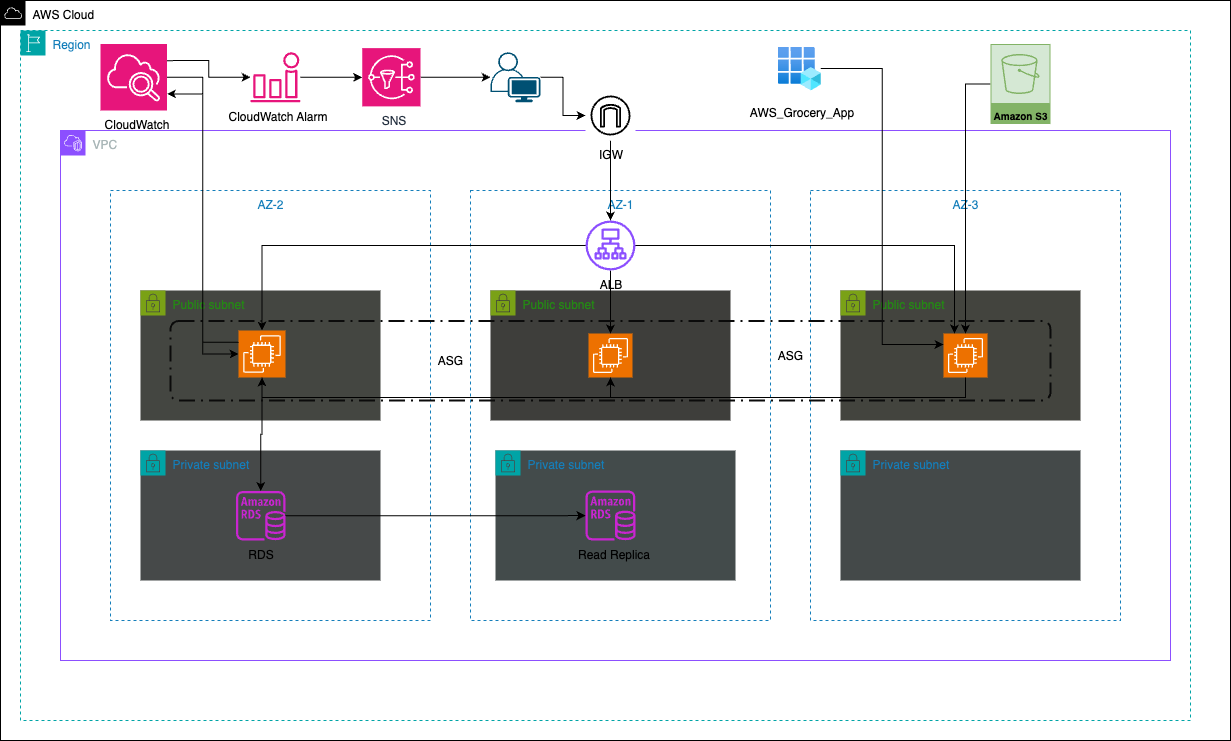 AWS Cloud
Region
CloudWatch
CloudWatch Alarm
SNS
IGW
AWS_Grocery_App
Amazon S3
VPC
AZ-2
AZ-1
AZ-3
ALB
Public subnet
Public subnet
Public subnet
ASG
ASG
Private subnet
Private subnet
Private subnet
Amazon
RDS
RDS
Amazon
RDS
Read Replica